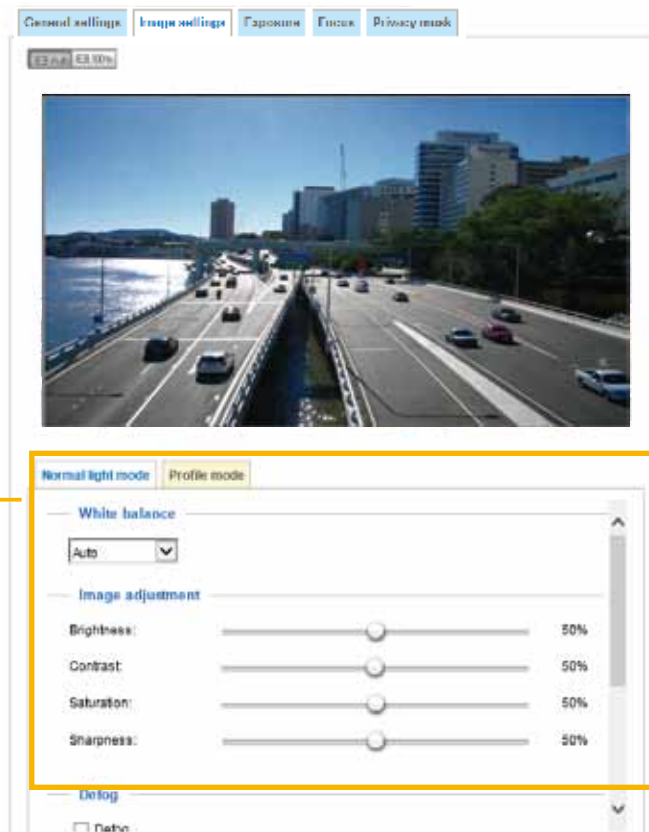 General settings Image settings Exposure Focus Privacy mask
100%
Normal light mode Profile mode
White balance
Auto
Image adjustment
Brightness: 50%
Contrast: 50%
Saturation: 50%
Sharpness: 50%
Defog
Defog